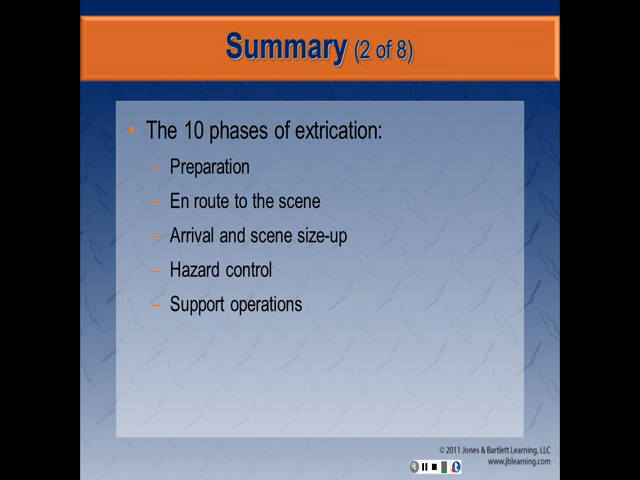 Summary (2 of 8)
• The 10 phases of extrication:
– Preparation
– En route to the scene
– Arrival and scene size-up
– Hazard control
– Support operations
© 2011 Jones & Bartlett Learning, LLC
www.jblearning.com